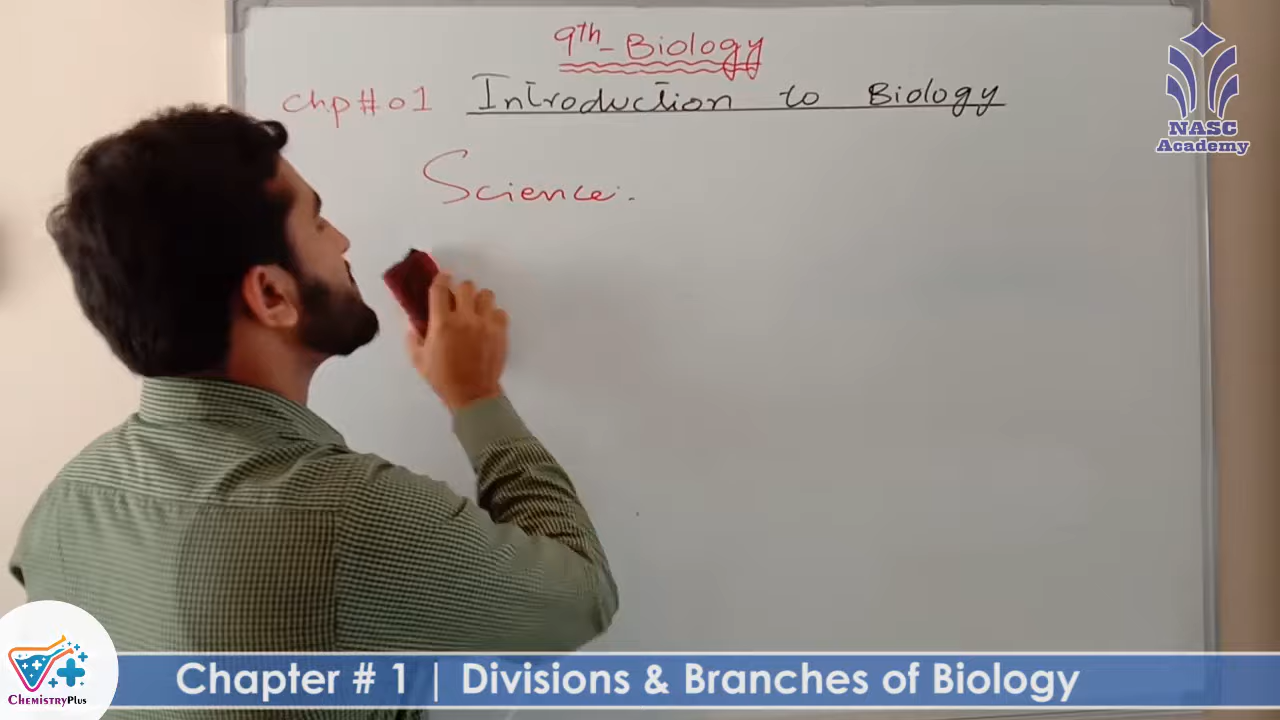 9th - Biology
Chp # 01 Introduction to Biology
Science:-
NASC
Academy
Chapter # 1 | Divisions & Branches of Biology
ChemistryPlus